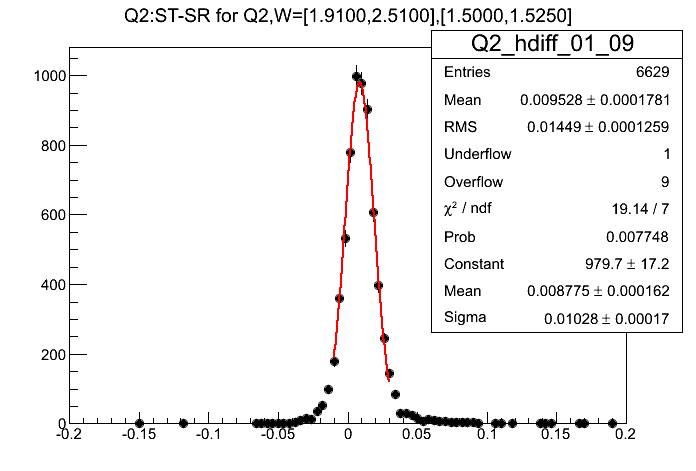 Q2:ST-SR for Q2,W=[1.9100,2.5100],[1.5000,1.5250]
Q2_hdiff_01_09
Entries 6629
Mean 0.009528 ± 0.0001781
RMS 0.01449 ± 0.0001259
Underflow 1
Overflow 9
χ² / ndf 19.14 / 7
Prob 0.007748
Constant 979.7 ± 17.2
Mean 0.008775 ± 0.000162
Sigma 0.01028 ± 0.00017
1000
800
600
400
200
0
-0.2 -0.15 -0.1 -0.05 0 0.05 0.1 0.15 0.2